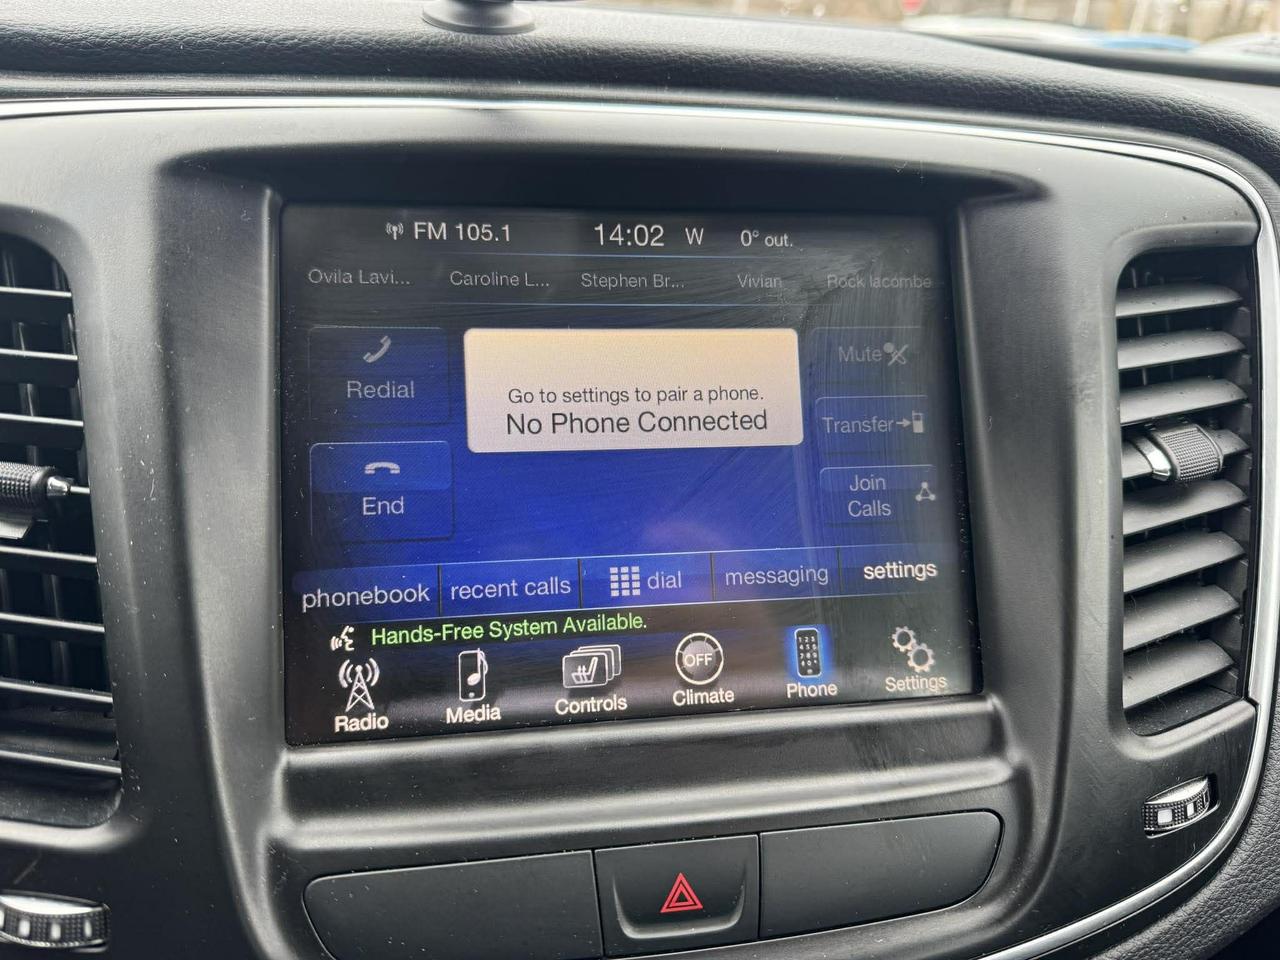 FM 105.1 14:02 W 0° out.
Ovila Lavi... Caroline L... Stephen Br... Vivian Rock lacombe
Redial
Go to settings to pair a phone.
No Phone Connected
Mute
Transfer
End
Join
Calls
phonebook recent calls dial messaging settings
Hands-Free System Available.
OFF
Radio Media Controls Climate Phone Settings